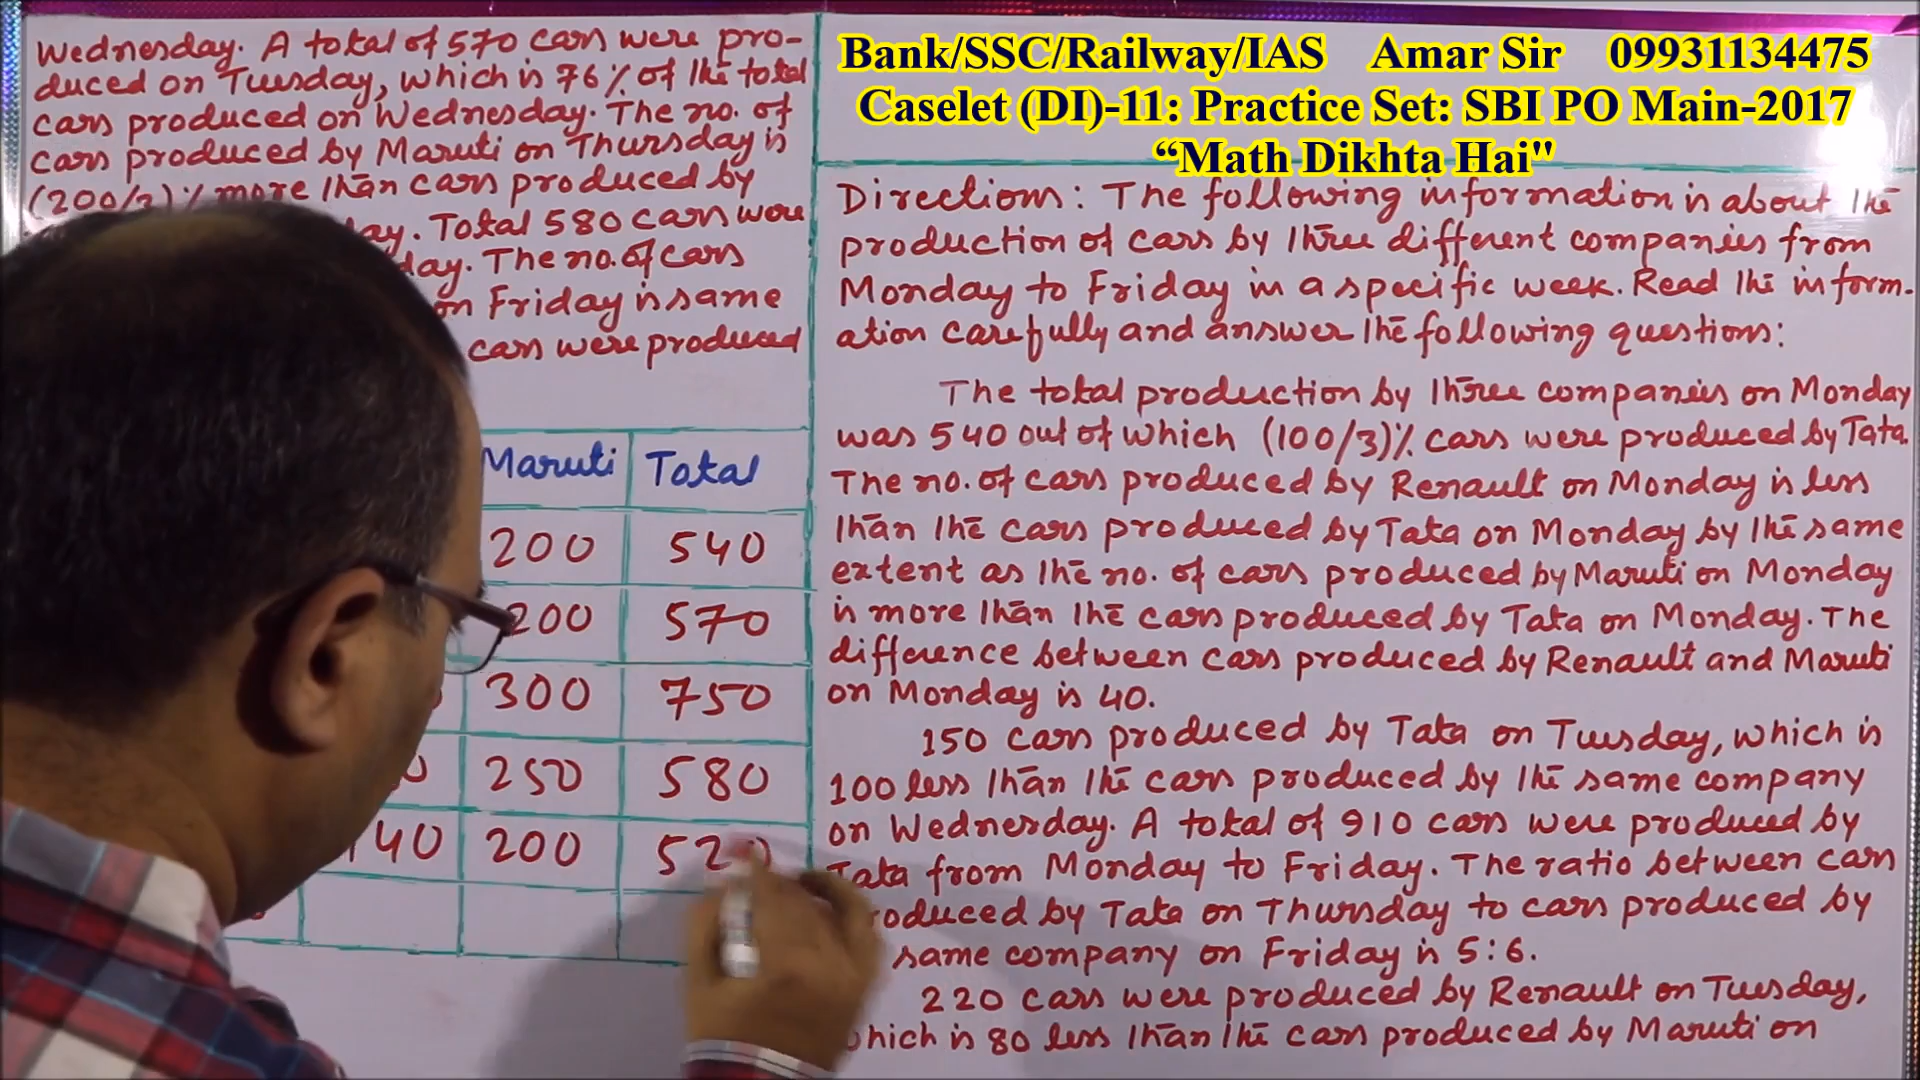 Wednesday. A total of 570 cars were pro-
duced on Tuesday, which is 76% of the total
cars produced on Wednesday. The no. of
cars produced by Maruti on Thursday is
(200/3)% more than cars produced by
day. Total 580 cars were
day. The no. of cars
on Friday is same
cars were produced
Maruti Total
200 540
200 570
300 750
250 580
140 200 520
Bank/SSC/Railway/IAS Amar Sir 09931134475
Caselet (DI)-11: Practice Set: SBI PO Main-2017
“Math Dikhta Hai"
Directions: The following information is about the
production of cars by three different companies from
Monday to Friday in a specific week. Read the inform-
ation carefully and answer the following questions:
The total production by three companies on Monday
was 540 out of which (100/3)% cars were produced by Tata.
The no. of cars produced by Renault on Monday is less
than the cars produced by Tata on Monday by the same
extent as the no. of cars produced by Maruti on Monday
is more than the cars produced by Tata on Monday. The
difference between cars produced by Renault and Maruti
on Monday is 40.
150 cars produced by Tata on Tuesday, which is
100 less than the cars produced by the same company
on Wednesday. A total of 910 cars were produced by
Tata from Monday to Friday. The ratio between cars
produced by Tata on Thursday to cars produced by
same company on Friday is 5:6.
220 cars were produced by Renault on Tuesday,
which is 80 less than the cars produced by Maruti on